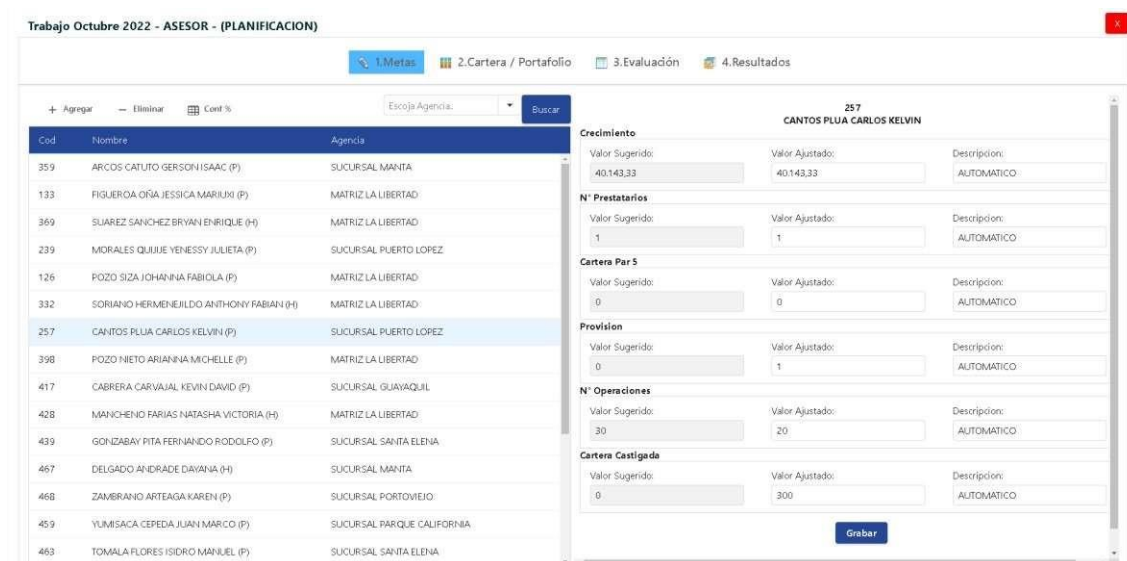 Trabajo Octubre 2022 - ASESOR - (PLANIFICACION)
X
1.Metas 2.Cartera / Portafolio 3.Evaluación 4.Resultados
+ Agregar — Eliminar Conf % Escoja Agencia. Buscar
Cod Nombre Agencia
359 ARCOS CATUTO GERSON ISAAC (P) SUCURSAL MANTA
133 FIGUEROA OÑA JESSICA MARIUXI (P) MATRIZ LA LIBERTAD
369 SUAREZ SANCHEZ BRYAN ENRIQUE (H) MATRIZ LA LIBERTAD
239 MORALES QUIJIJE YENESSY JULIETA (P) SUCURSAL PUERTO LOPEZ
126 POZO SIZA JOHANNA FABIOLA (P) MATRIZ LA LIBERTAD
332 SORIANO HERMENEJILDO ANTHONY FABIAN (H) MATRIZ LA LIBERTAD
257 CANTOS PLUA CARLOS KELVIN (P) SUCURSAL PUERTO LOPEZ
398 POZO NIETO ARIANNA MICHELLE (P) MATRIZ LA LIBERTAD
417 CABRERA CARVAJAL KEVIN DAVID (P) SUCURSAL GUAYAQUIL
428 MANCHENO FARIAS NATASHA VICTORIA (H) MATRIZ LA LIBERTAD
439 GONZABAY PITA FERNANDO RODOLFO (P) SUCURSAL SANTA ELENA
467 DELGADO ANDRADE DAYANA (H) SUCURSAL MANTA
468 ZAMBRANO ARTEAGA KAREN (P) SUCURSAL PORTOVIEJO
459 YUMISACA CEPEDA JUAN MARCO (P) SUCURSAL PARQUE CALIFORNIA
463 TOMALA FLORES ISIDRO MANUEL (P) SUCURSAL SANTA ELENA
257
CANTOS PLUA CARLOS KELVIN
Crecimiento
Valor Sugerido: Valor Ajustado: Descripcion:
40.143,33 40.143,33 AUTOMATICO
N° Prestatarios
Valor Sugerido: Valor Ajustado: Descripcion:
1 1 AUTOMATICO
Cartera Par 5
Valor Sugerido: Valor Ajustado: Descripcion:
0 0 AUTOMATICO
Provision
Valor Sugerido: Valor Ajustado: Descripcion:
0 1 AUTOMATICO
N° Operaciones
Valor Sugerido: Valor Ajustado: Descripcion:
30 20 AUTOMATICO
Cartera Castigada
Valor Sugerido: Valor Ajustado: Descripcion:
0 300 AUTOMATICO
Grabar